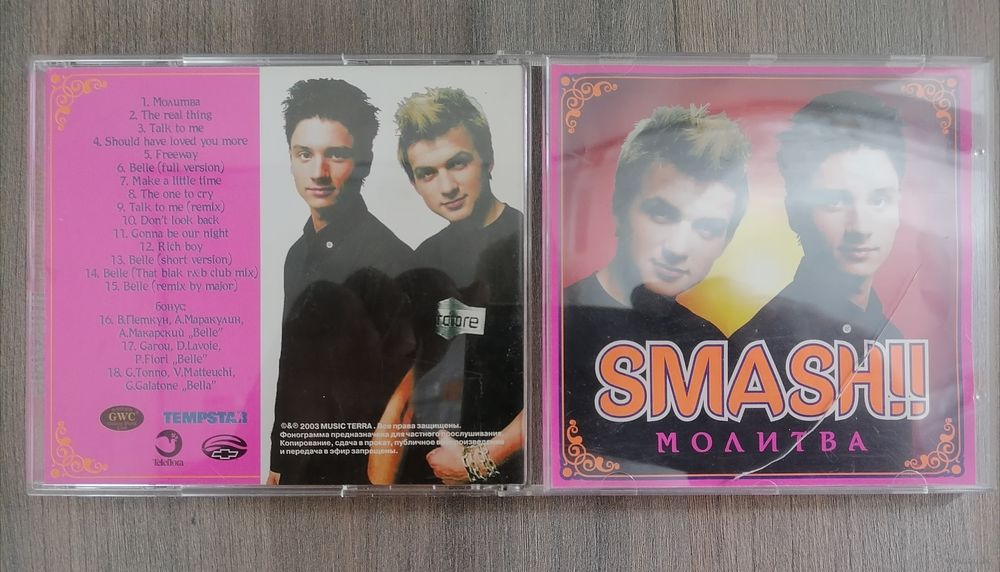 1. Молитва
2. The real thing
3. Talk to me
4. Should have loved you more
5. Freeway
6. Belle (full version)
7. Make a little time
8. The one to cry
9. Talk to me (remix)
10. Don't look back
11. Gonna be our night
12. Rich boy
13. Belle (short version)
14. Belle (That blak r&b club mix)
15. Belle (remix by major)
бонус:
16. В.Петкун, А.Маракулин,
А.Макарский „Belle"
17. Garou, D.Lavoie,
P.Fiori „Belle"
18. G.Tonno, V.Matteuchi,
G.Galatone „Bella"
GWC
TEMPSTAR
Teleflora
©&℗ 2003 MUSIC TERRA. Все права защищены.
Фонограмма предназначена для частного прослушивания.
Копирование, сдача в прокат, публичное воспроизведение
и передача в эфир запрещены.
SMASH!!
МОЛИТВА